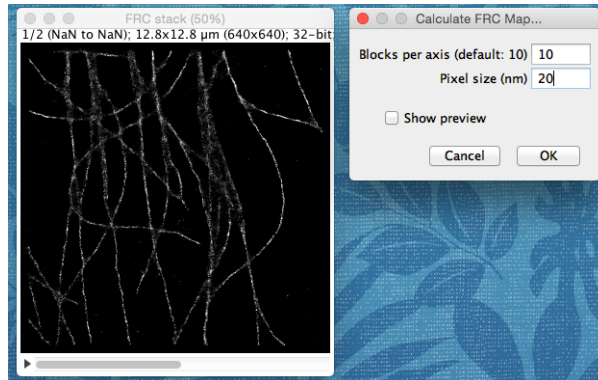 FRC stack (50%)
1/2 (NaN to NaN); 12.8x12.8 µm (640x640); 32-bit
Calculate FRC Map...
Blocks per axis (default: 10) 10
Pixel size (nm) 20
Show preview
Cancel OK